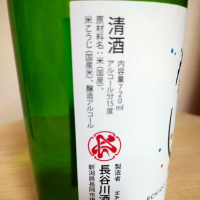 清酒
内容量720ml
アルコール分15度
原材料名：米（国産）、
米こうじ（国産米）、醸造アルコール
製造者
長谷川酒
新潟県長岡市摂